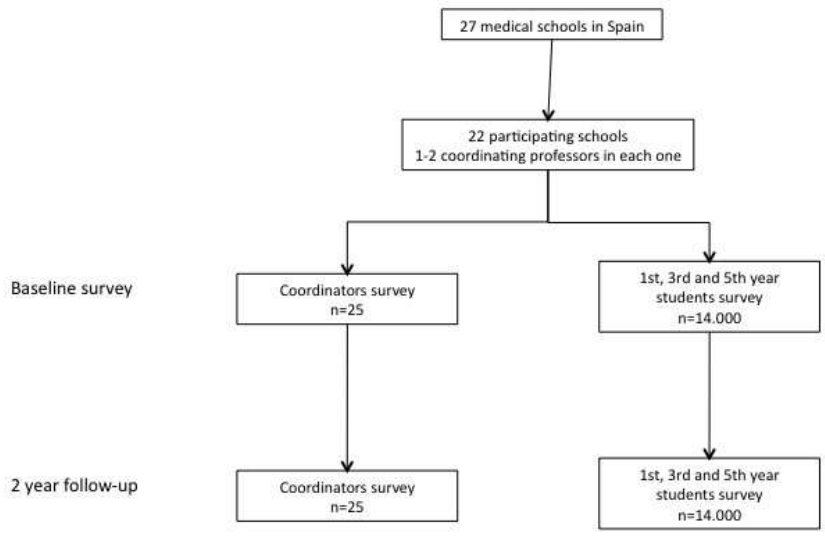 27 medical schools in Spain
22 participating schools
1-2 coordinating professors in each one
Baseline survey
Coordinators survey
n=25
1st, 3rd and 5th year
students survey
n=14.000
2 year follow-up
Coordinators survey
n=25
1st, 3rd and 5th year
students survey
n=14.000